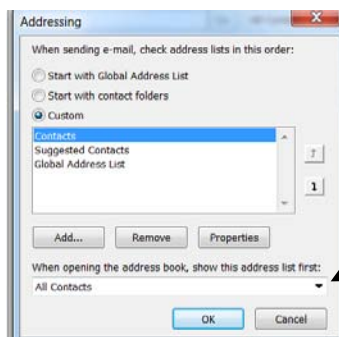 Addressing
When sending e-mail, check address lists in this order:
Start with Global Address List
Start with contact folders
Custom
Contacts
Suggested Contacts
Global Address List
Add...
Remove
Properties
When opening the address book, show this address list first:
All Contacts
OK
Cancel